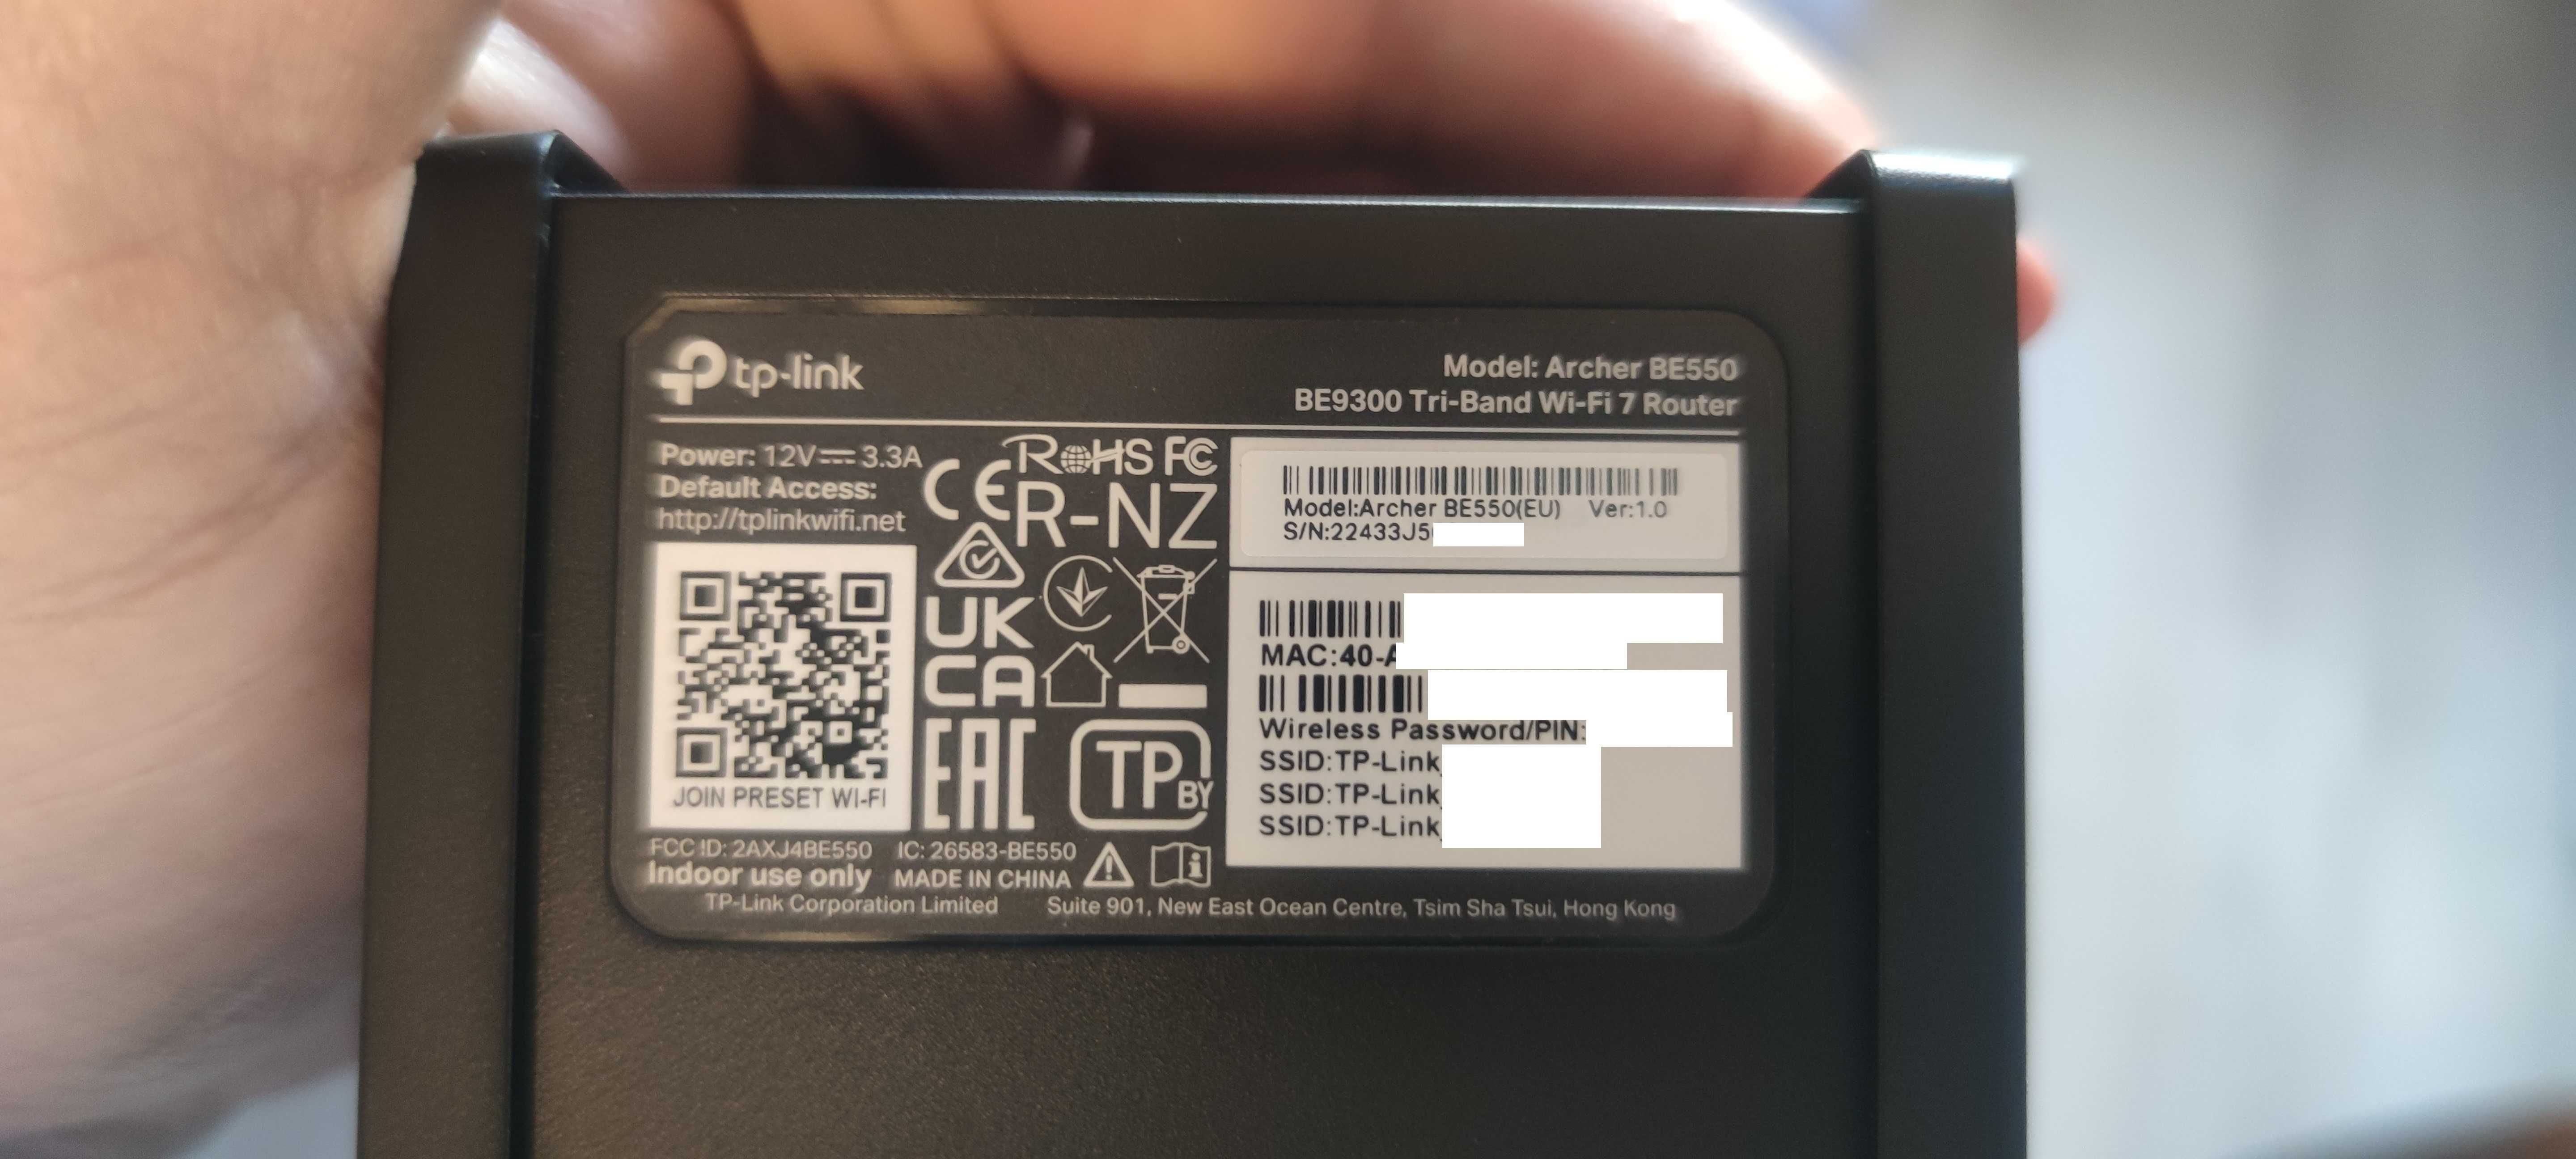 tp-link
Model: Archer BE550
BE9300 Tri-Band Wi-Fi 7 Router
Power: 12V⎓3.3A
Default Access:
http://tplinkwifi.net
RoHS FC
CE
R-NZ
UK
CA
EAC
TP BY
JOIN PRESET WI-FI
Model:Archer BE550(EU) Ver:1.0
S/N:22433J5
MAC:40-A
Wireless Password/PIN:
SSID:TP-Link_
SSID:TP-Link_
SSID:TP-Link_
FCC ID: 2AXJ4BE550 IC: 26583-BE550
Indoor use only MADE IN CHINA
TP-Link Corporation Limited Suite 901, New East Ocean Centre, Tsim Sha Tsui, Hong Kong